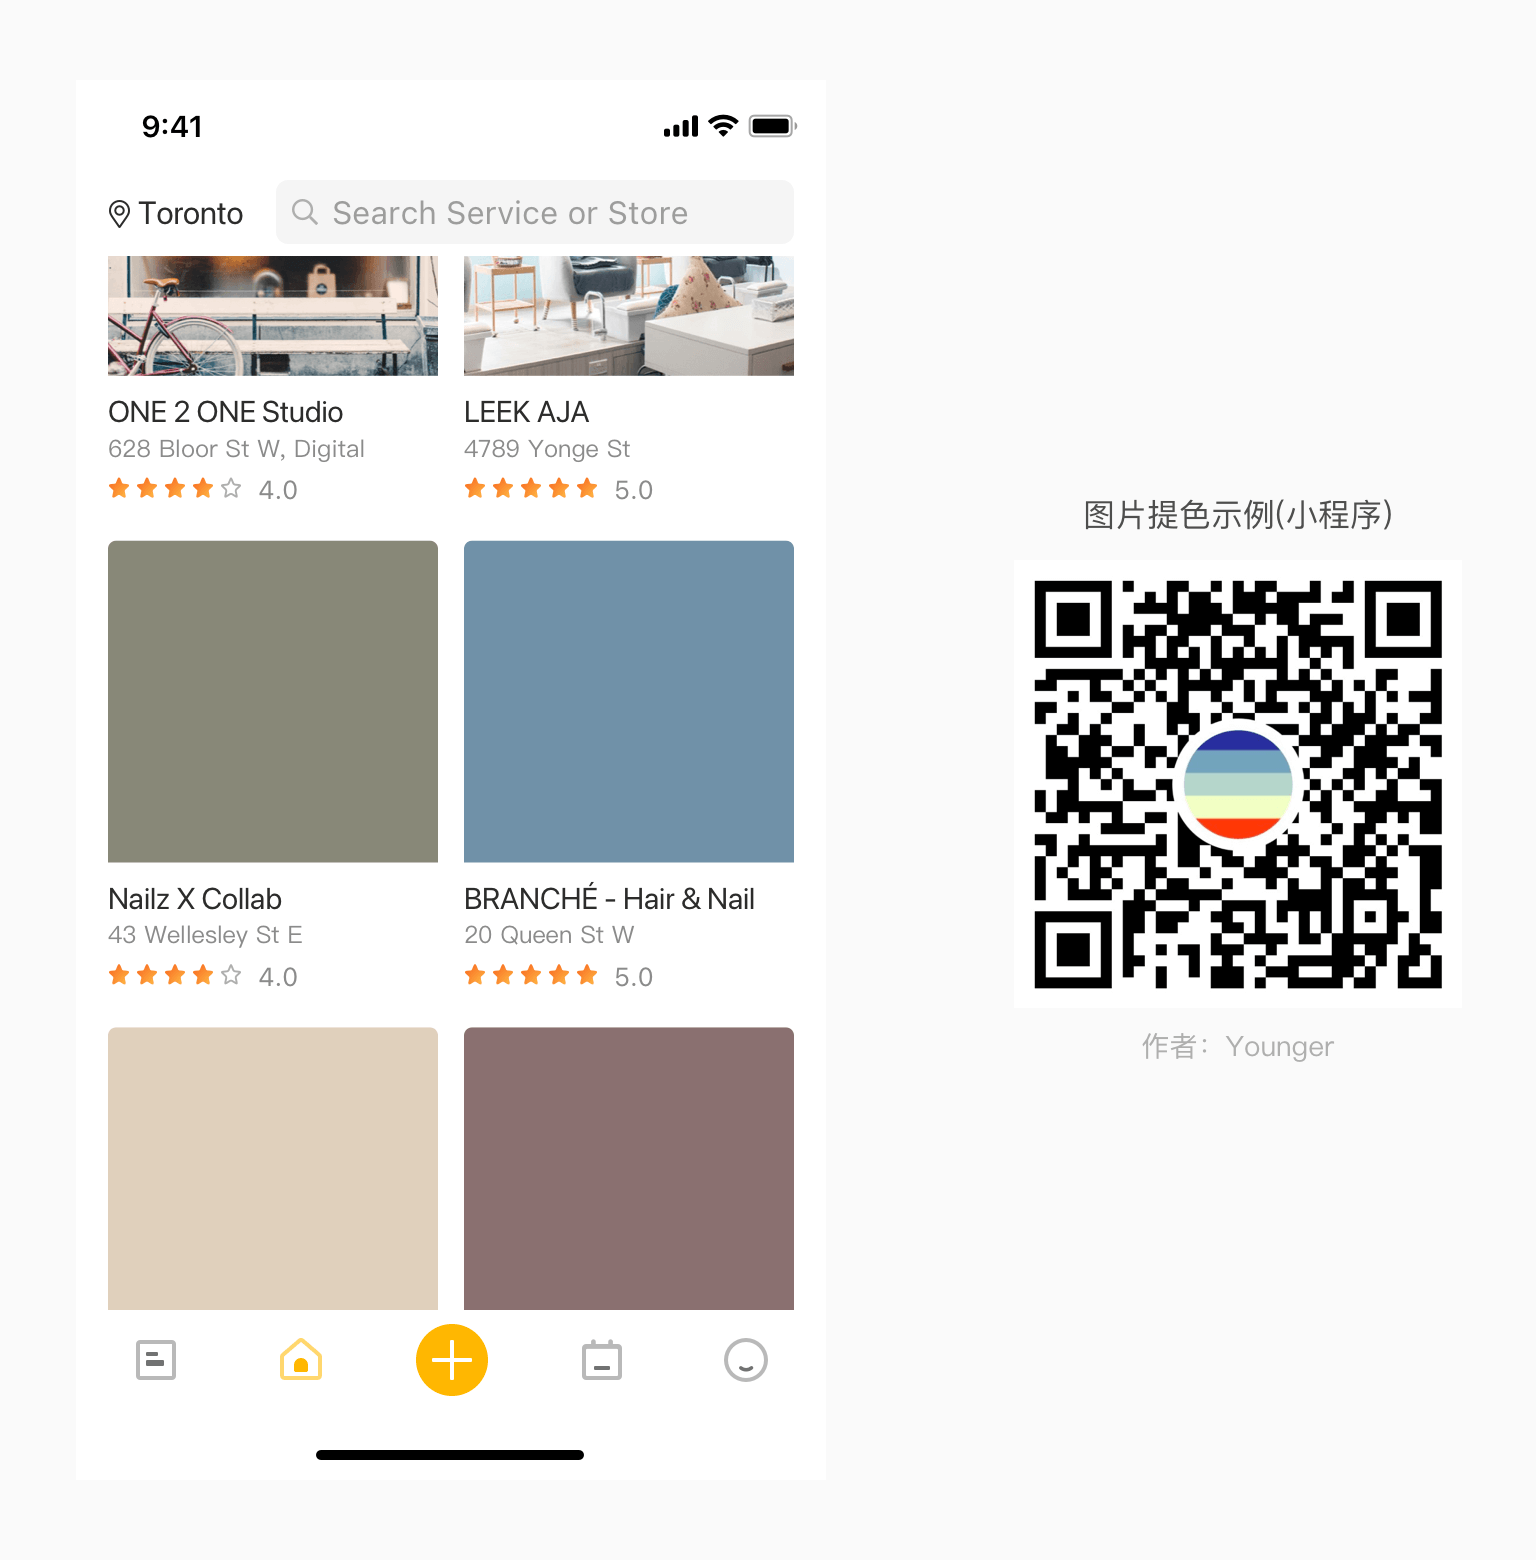 9:41
Toronto
Search Service or Store
ONE 2 ONE Studio
628 Bloor St W, Digital
4.0
LEEK AJA
4789 Yonge St
5.0
Nailz X Collab
43 Wellesley St E
4.0
BRANCHÉ - Hair & Nail
20 Queen St W
5.0
图片提色示例(小程序)
作者：Younger